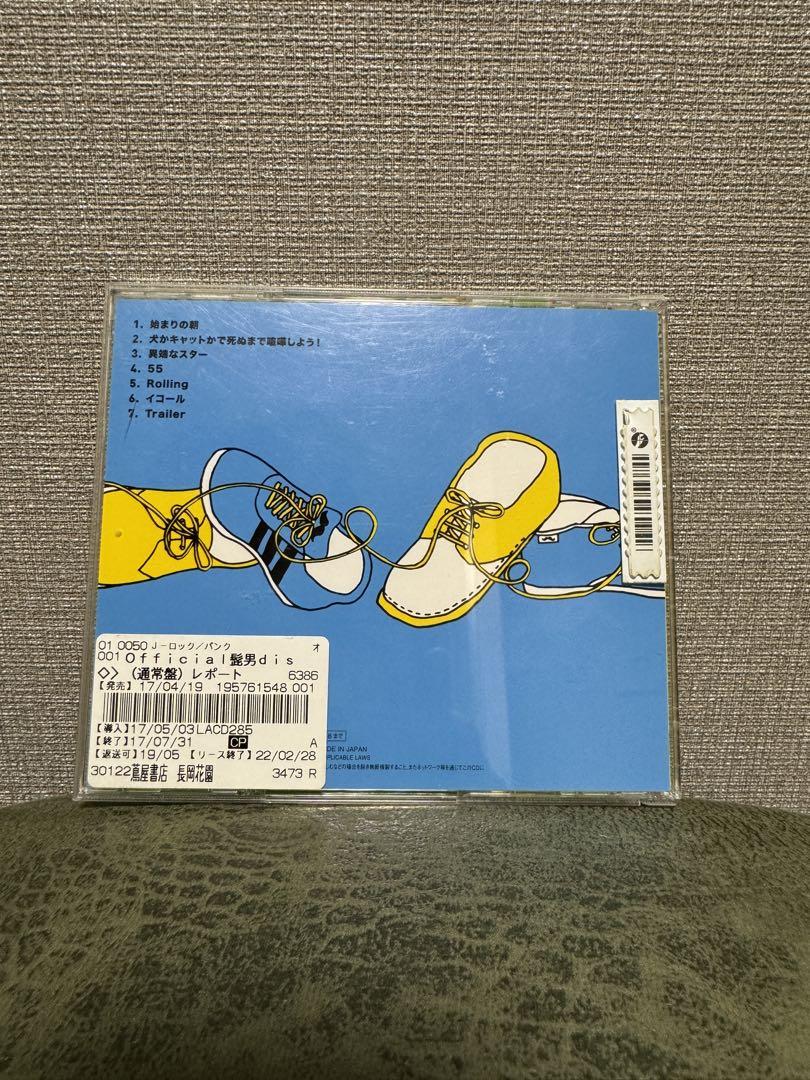 1. 始まりの朝
2. 犬かキャットかで死ぬまで喧嘩しよう!
3. 異端なスター
4. 55
5. Rolling
6. イコール
7. Trailer
01 0050 J-ロック/パンク オ
001 Official髭男dis
(通常盤) レポート 6386
【発売】17/04/19 195761548 001
【導入】17/05/03 LACD285
【終了】17/07/31 CP A
【返送可】19/05 【リース終了】22/02/28
30122 蔦屋書店 長岡花園 3473 R
まで
DE IN JAPAN
PLICABLE LAWS